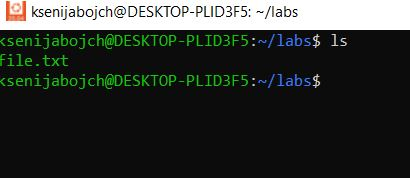 ksenijabojch@DESKTOP-PLID3F5: ~/labs
ksenijabojch@DESKTOP-PLID3F5:~/labs$ ls
file.txt
ksenijabojch@DESKTOP-PLID3F5:~/labs$